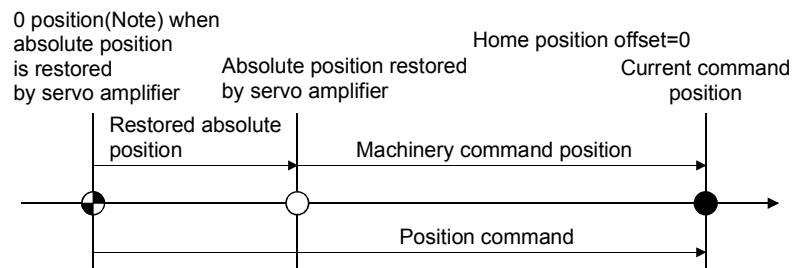 0 position(Note) when
absolute position
is restored
by servo amplifier
Absolute position restored
by servo amplifier
Home position offset=0
Current command
position
Restored absolute
position
Machinery command position
Position command